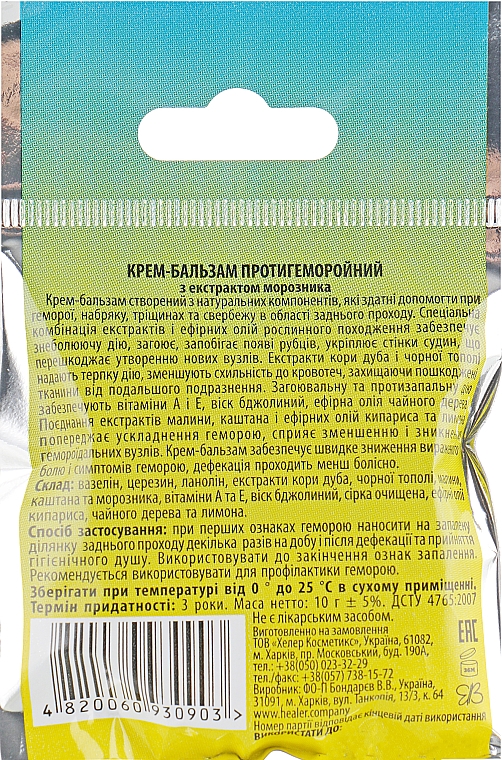 КРЕМ-БАЛЬЗАМ ПРОТИГЕМОРОЙНИЙ
з екстрактом морозника
Крем-бальзам створений з натуральних компонентів, які здатні допомогти при
гемороі, набряку, тріщинах та свербежу в області заднього проходу. Спеціальна
комбінація екстрактів і ефірних олій рослинного походження забезпечує
знеболюючу дію, загоює, запобігає появі рубців, укріплює стінки судин, що
перешкоджає утворенню нових вузлів. Екстракти кори дуба і чорної тополі
надають терпку дію, зменшують схильність до кровотеч, захищаючи пошкоджені
тканини від подальшого подразнення. Загоювальну та протизапальну дію
забезпечують вітаміни А і Е, віск бджолиний, ефірна олія чайного дерева.
Поєднання екстрактів малини, каштана і ефірних олій кипариса та лимона
попереджає ускладнення геморою, сприяє зменшенню і зникненню
гемороїдальних вузлів. Крем-бальзам забезпечує швидке зниження вираженого
болю і симптомів геморою, дефекація проходить менш болісно.
Склад: вазелін, церезин, ланолін, екстракти кори дуба, чорної тополі, малини,
каштана та морозника, вітаміни А та Е, віск бджолиний, сірка очищена, ефірні олії
кипариса, чайного дерева та лимона.
Спосіб застосування: при перших ознаках геморою наносити на запалену
ділянку заднього проходу декілька разів на добу і після дефекації та прийняття
гігієнічного душу. Використовувати до закінчення ознак запалення.
Рекомендується використовувати для профілактики геморою.
Зберігати при температурі від 0 ° до 25 °С в сухому приміщенні.
Термін придатності: 3 роки. Маса нетто: 10 г ± 5%. ДСТУ 4765:2007
Не є лікарським засобом.
Виготовлено на замовлення
ТОВ «Хелер Косметикс», Україна, 61082,
м. Харків, пр. Московський, буд. 190А,
тел.: +38(050) 023-32-29
тел./факс: +38(057) 738-15-72
Виробник: ФО-П Бондарєв В.В., Україна,
31091, м. Харків, вул. Танкопія, 13/3, к. 64
www.healer.company
Номер партії відповідає кінцевій даті використання
Використати до:
4 820060 930903 >
EAC
36M